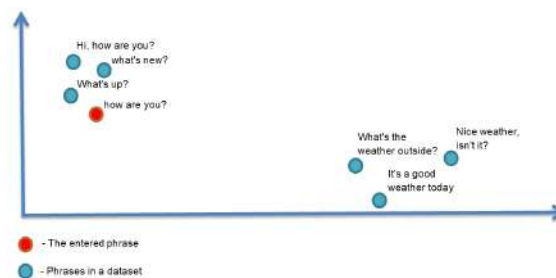 Hi, how are you?
what's new?
What's up?
how are you?
What's the
weather outside?
Nice weather,
isn't it?
It's a good
weather today
- The entered phrase
- Phrases in a dataset